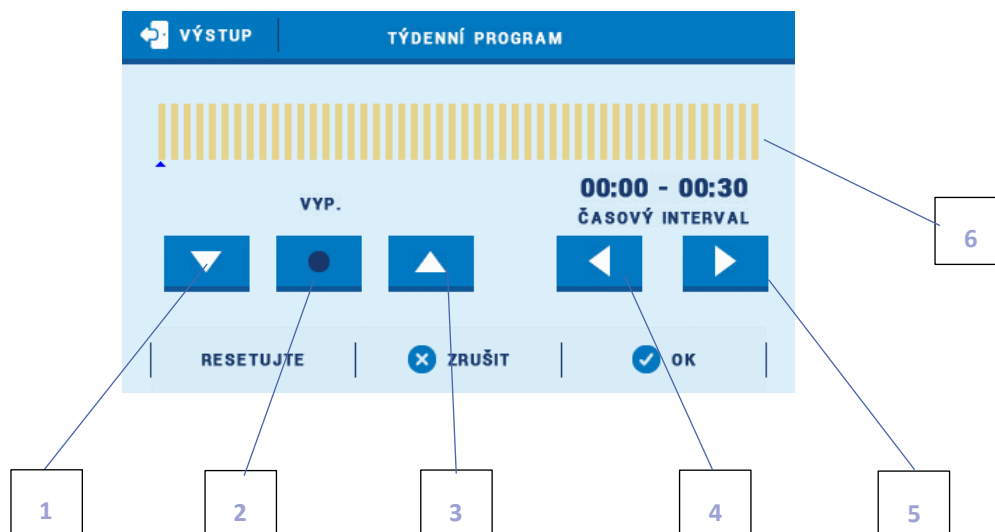 VÝSTUP
TÝDENNÍ PROGRAM
00:00 - 00:30
VYP.
ČASOVÝ INTERVAL
6
RESETUJTE
ZRUŠIT
OK
1
2
3
4
5